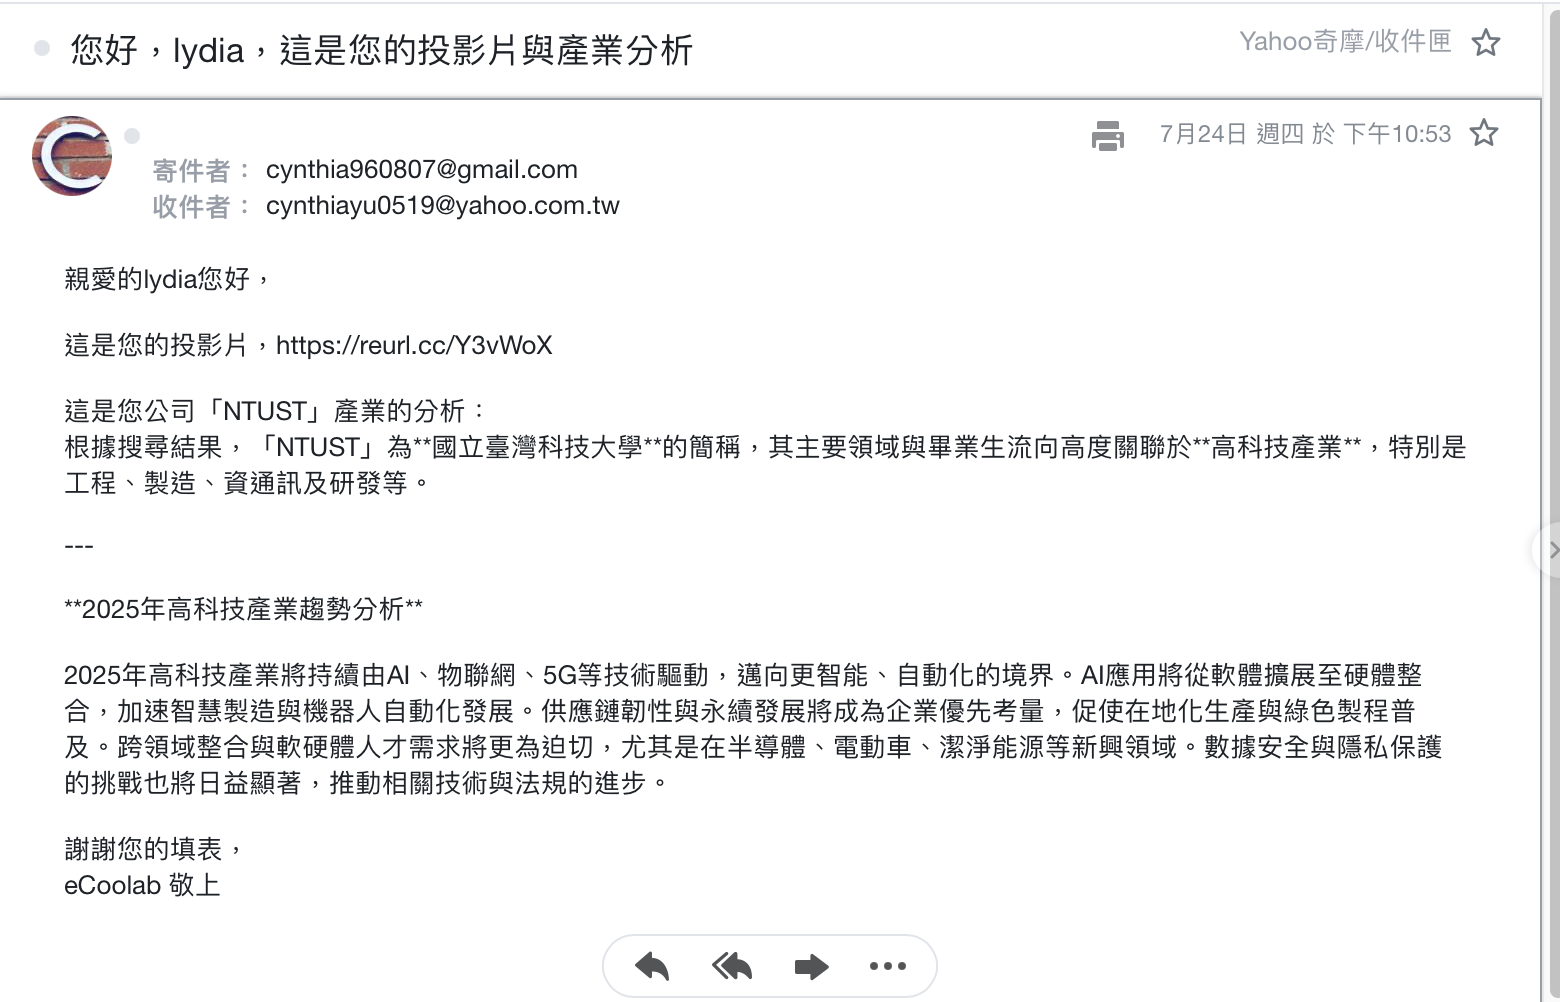 您好，lydia，這是您的投影片與產業分析
Yahoo奇摩/收件匣
C
7月24日 週四 於 下午10:53
寄件者： cynthia960807@gmail.com
收件者： cynthiayu0519@yahoo.com.tw
親愛的lydia您好，
這是您的投影片，https://reurl.cc/Y3vWoX
這是您公司「NTUST」產業的分析：
根據搜尋結果，「NTUST」為**國立臺灣科技大學**的簡稱，其主要領域與畢業生流向高度關聯於**高科技產業**，特別是
工程、製造、資通訊及研發等。
---
**2025年高科技產業趨勢分析**
2025年高科技產業將持續由AI、物聯網、5G等技術驅動，邁向更智能、自動化的境界。AI應用將從軟體擴展至硬體整
合，加速智慧製造與機器人自動化發展。供應鏈韌性與永續發展將成為企業優先考量，促使在地化生產與綠色製程普
及。跨領域整合與軟硬體人才需求將更為迫切，尤其是在半導體、電動車、潔淨能源等新興領域。數據安全與隱私保護
的挑戰也將日益顯著，推動相關技術與法規的進步。
謝謝您的填表，
eCoolab 敬上